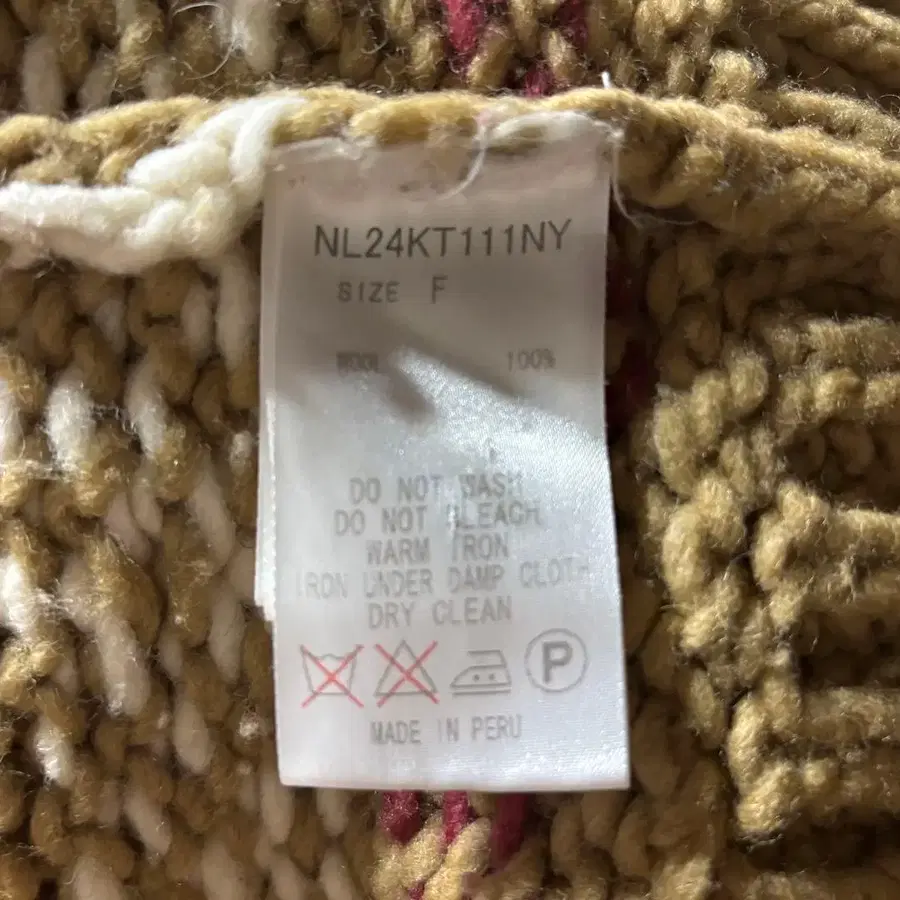 NL24KT111NY
SIZE F
WOOL 100%
DO NOT WASH
DO NOT BLEACH
WARM IRON
IRON UNDER DAMP CLOTH
DRY CLEAN
P
MADE IN PERU